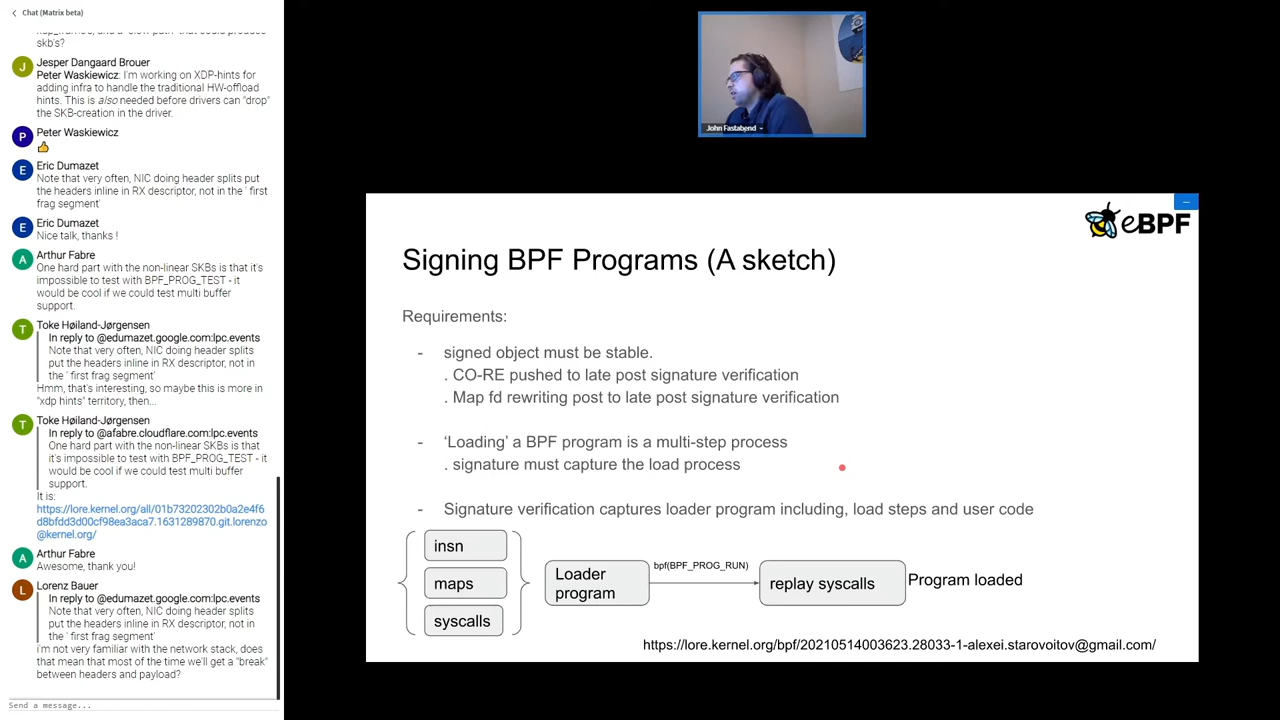 Chat (Matrix beta)
skb's?
J
Jesper Dangaard Brouer
Peter Waskiewicz: I'm working on XDP-hints for
adding infra to handle the traditional HW-offload
hints. This is also needed before drivers can "drop"
the SKB-creation in the driver.
P
Peter Waskiewicz
E
Eric Dumazet
Note that very often, NIC doing header splits puts
the headers inline in RX descriptor, not in the ' first
frag segment'
E
Eric Dumazet
Nice talk, thanks !
A
Arthur Fabre
One hard part with the non-linear SKBs is that it's
impossible to test with BPF_PROG_TEST - it
would be cool if we could test multi buffer
support.
T
Toke Høiland-Jørgensen
In reply to @edumazet.google.com:lpc.events
Note that very often, NIC doing header splits
put the headers inline in RX descriptor, not in
the ' first frag segment'
Hmm, that's interesting, so maybe this is more in
"xdp hints" territory, then...
T
Toke Høiland-Jørgensen
In reply to @afabre.cloudflare.com:lpc.events
One hard part with the non-linear SKBs is that
it's impossible to test with BPF_PROG_TEST - it
would be cool if we could test multi buffer
support.
It is:
https://lore.kernel.org/all/01b73202302b0a2e4f6
d8bfdd3d00cf98ea3aca7.1631289870.git.lorenzo
@kernel.org/
A
Arthur Fabre
Awesome, thank you!
L
Lorenz Bauer
In reply to @edumazet.google.com:lpc.events
Note that very often, NIC doing header splits
put the headers inline in RX descriptor, not in
the ' first frag segment'
i'm not very familiar with the network stack, does
that mean that most of the time we'll get a "break"
between headers and payload?
Send a message...
John Fastabend
eBPF
Signing BPF Programs (A sketch)
Requirements:
- signed object must be stable.
. CO-RE pushed to late post signature verification
. Map fd rewriting post to late post signature verification
- ‘Loading’ a BPF program is a multi-step process
. signature must capture the load process
- Signature verification captures loader program including, load steps and user code
insn
maps
syscalls
Loader
program
bpf(BPF_PROG_RUN)
replay syscalls
Program loaded
https://lore.kernel.org/bpf/20210514003623.28033-1-alexei.starovoitov@gmail.com/